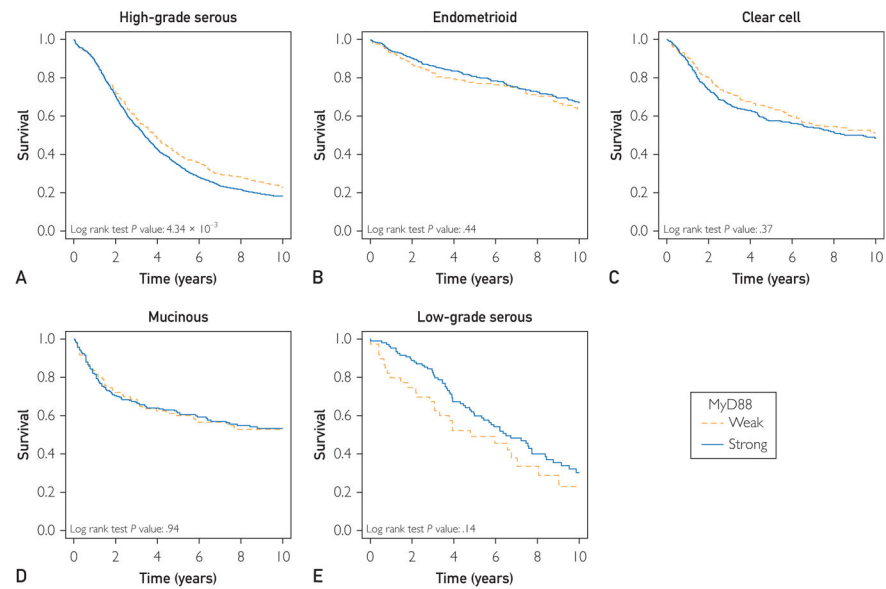 High-grade serous
Survival
1.0
0.8
0.6
0.4
0.2
0.0
Log rank test P value: 4.34 × 10⁻³
0 2 4 6 8 10
Time (years)
A
Endometrioid
Survival
1.0
0.8
0.6
0.4
0.2
0.0
Log rank test P value: .44
0 2 4 6 8 10
Time (years)
B
Clear cell
Survival
1.0
0.8
0.6
0.4
0.2
0.0
Log rank test P value: .37
0 2 4 6 8 10
Time (years)
C
Mucinous
Survival
1.0
0.8
0.6
0.4
0.2
0.0
Log rank test P value: .94
0 2 4 6 8 10
Time (years)
D
Low-grade serous
Survival
1.0
0.8
0.6
0.4
0.2
0.0
Log rank test P value: .14
0 2 4 6 8 10
Time (years)
E
MyD88
Weak
Strong